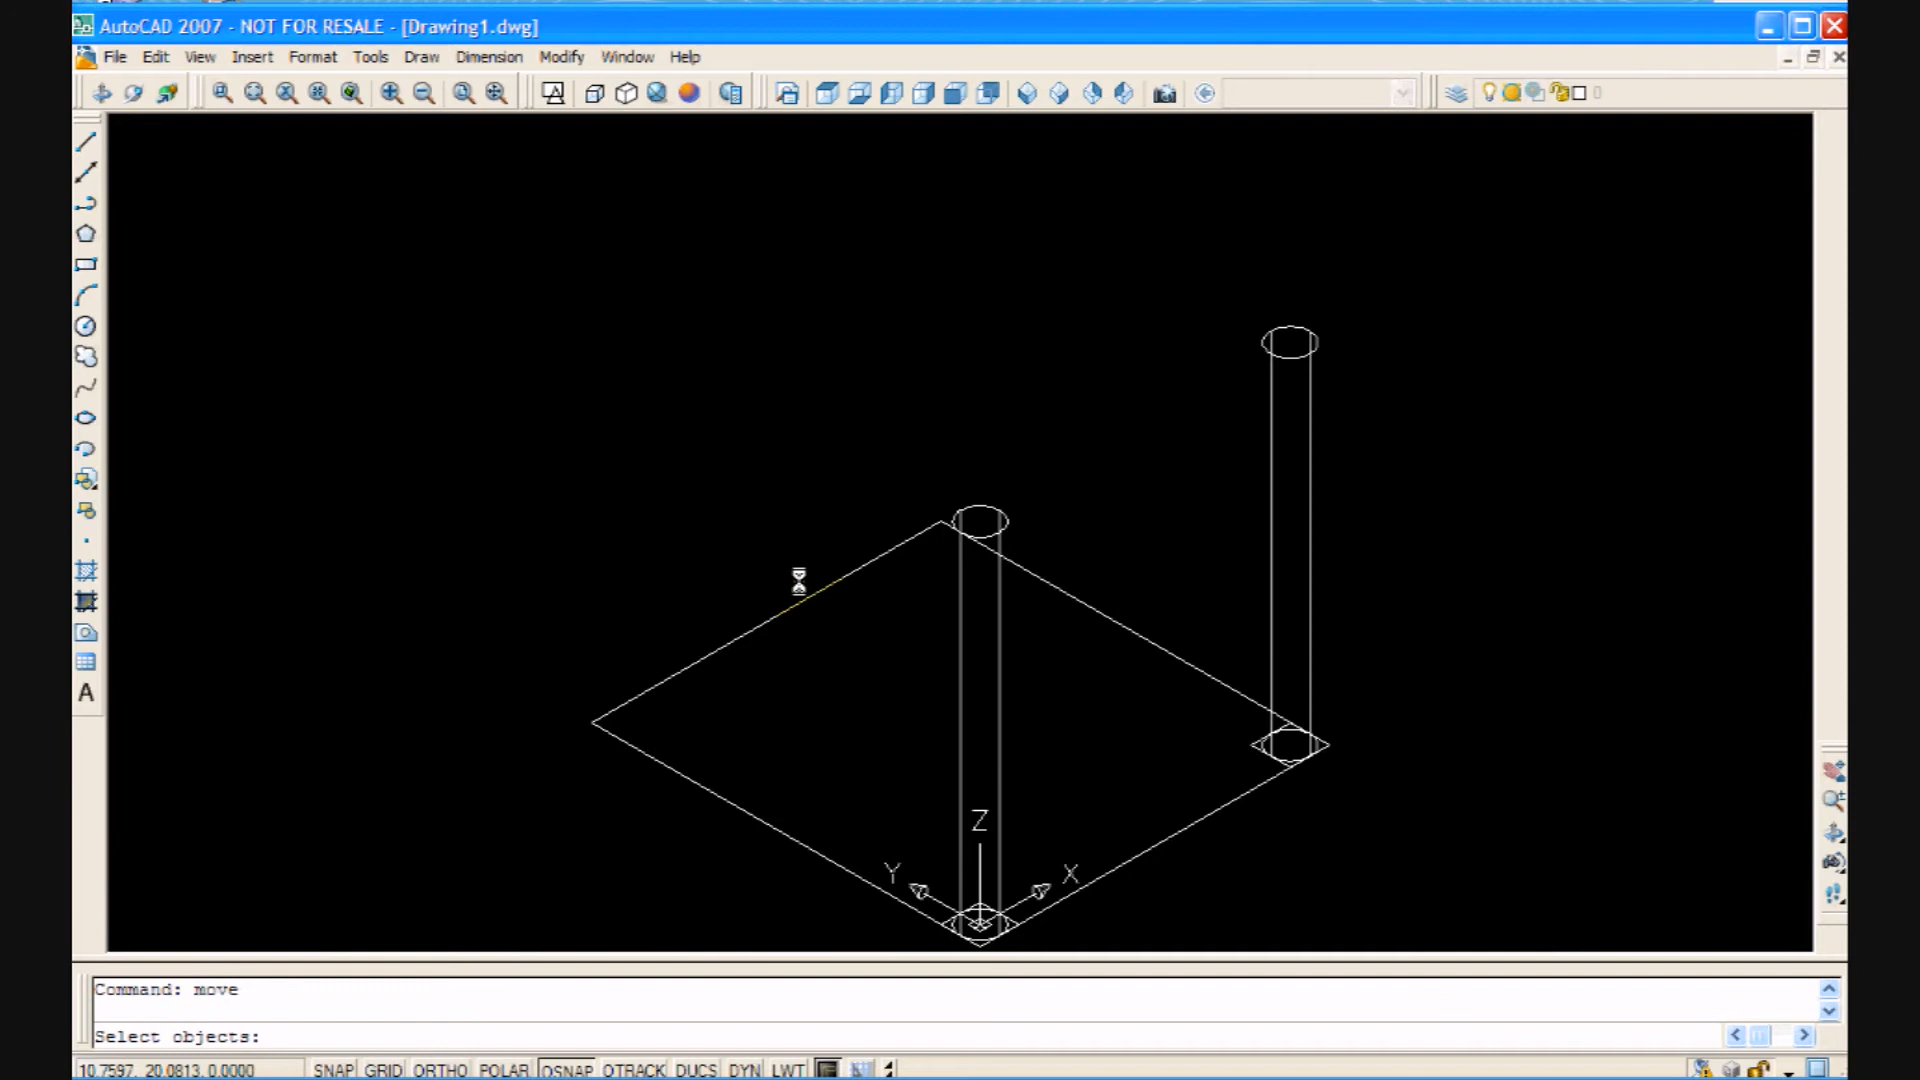 AutoCAD 2007 - NOT FOR RESALE - [Drawing1.dwg]
File Edit View Insert Format Tools Draw Dimension Modify Window Help
0
A
Z
Y X
Command: move
Select objects:
10.7597, 20.0813, 0.0000 SNAP GRID ORTHO POLAR OSNAP OTRACK DUCS DYN LWT